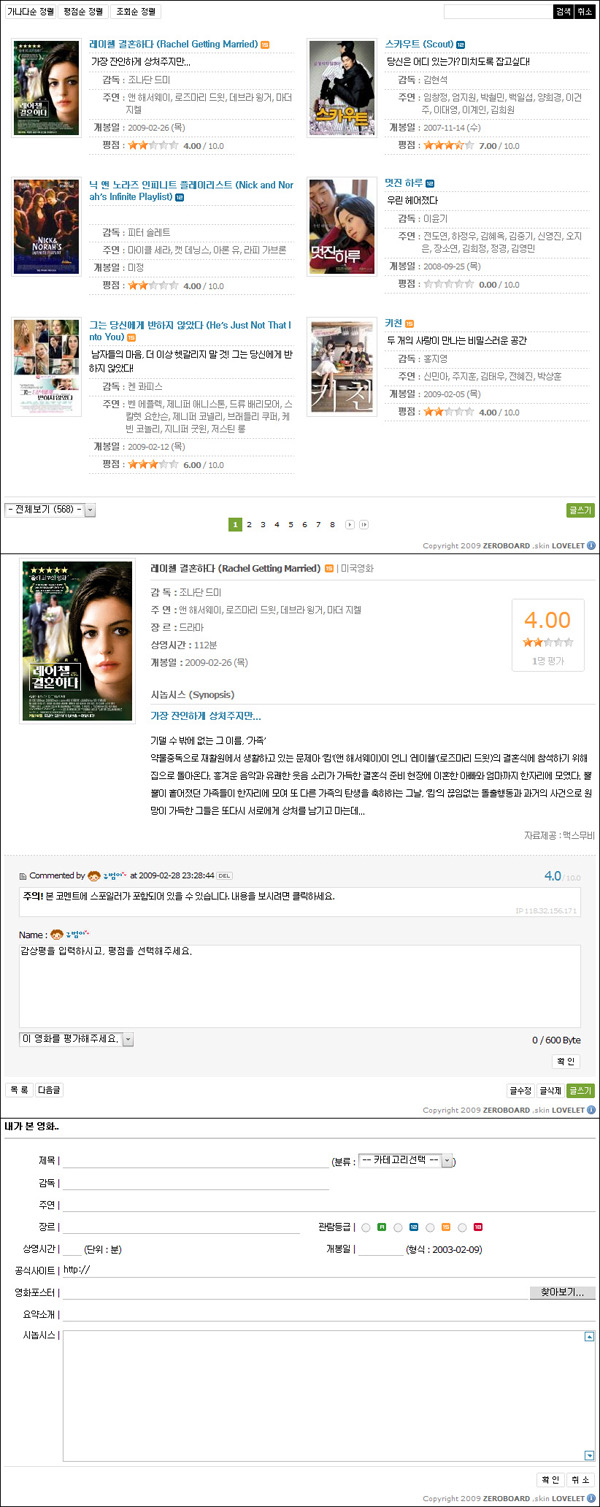 가나다순 정렬 평점순 정렬 조회순 정렬 검색 취소
레이첼 결혼하다 (Rachel Getting Married) 15
가장 잔인하게 상처주지만...
감독 : 조나단 드미
주연 : 앤 해서웨이, 로즈마리 드윗, 데브라 윙거, 마더
지켈
개봉일 : 2009-02-26 (목)
평점 : 4.00 / 10.0
스카우트 (Scout) 12
당신은 어디 있는가? 미치도록 잡고싶다!
감독 : 김현석
주연 : 임창정, 엄지원, 박철민, 백일섭, 양희경, 이건
주, 이대영, 이계인, 김희원
개봉일 : 2007-11-14 (수)
평점 : 7.00 / 10.0
닉 앤 노라즈 인피니트 플레이리스트 (Nick and Nor
ah's Infinite Playlist) 12
감독 : 피터 솔레트
주연 : 마이클 세라, 캣 데닝스, 아론 유, 라피 가브론
개봉일 : 미정
평점 : 4.00 / 10.0
멋진 하루 12
우린 헤어졌다
감독 : 이윤기
주연 : 전도연, 하정우, 김혜옥, 김중기, 신영진, 오지
은, 장소연, 김희정, 정경, 김영민
개봉일 : 2008-09-25 (목)
평점 : 0.00 / 10.0
그는 당신에게 반하지 않았다 (He's Just Not That I
nto You) 15
남자들의 마음, 더 이상 헷갈리지 말 것! 그는 당신에게 반
하지 않았다!
감독 : 켄 콰피스
주연 : 벤 애플렉, 제니퍼 애니스톤, 드류 배리모어, 스
칼렛 요한슨, 제니퍼 코넬리, 브래들리 쿠퍼, 케
빈 코놀리, 지니퍼 굿윈, 저스틴 롱
개봉일 : 2009-02-12 (목)
평점 : 6.00 / 10.0
키친 15
두 개의 사랑이 만나는 비밀스러운 공간
감독 : 홍지영
주연 : 신민아, 주지훈, 김태우, 전혜진, 박상훈
개봉일 : 2009-02-05 (목)
평점 : 4.00 / 10.0
레이첼
결혼하다
스카우트
NICK &
NORAH'S
INFINITE PLAYLIST
멋진하루
키친
- 전체보기 (568) - 글쓰기
1 2 3 4 5 6 7 8
Copyright 2009 ZEROBOARD .skin LOVELET
레이첼
결혼하다
레이첼 결혼하다 (Rachel Getting Married) 15 | 미국영화
감 독 : 조나단 드미
주 연 : 앤 해서웨이, 로즈마리 드윗, 데브라 윙거, 마더 지켈
장 르 : 드라마
상영시간 : 112분
개봉일 : 2009-02-26 (목)
4.00
1명 평가
시놉시스 (Synopsis)
가장 잔인하게 상처주지만...
기댈 수 밖에 없는 그 이름, '가족'
약물중독으로 재활원에서 생활하고 있는 문제아 '킴'(앤 해서웨이)이 언니 '레이첼'(로즈마리 드윗)의 결혼식에 참석하기 위해
집으로 돌아온다. 흥겨운 음악과 유쾌한 웃음 소리가 가득한 결혼식 준비 현장에 이혼한 아빠와 엄마까지 한자리에 모였다. 뿔
뿔이 흩어졌던 가족들이 한자리에 모여 또 다른 가족의 탄생을 축하하는 그날, '킴'의 끊임없는 돌출행동과 과거의 사건으로 원
망이 가득한 그들은 또다시 서로에게 상처를 남기고 마는데...
자료제공 : 맥스무비
Commented by at 2009-02-28 23:28:44 DEL 4.0 / 10.0
주의! 본 코멘트에 스포일러가 포함되어 있을 수 있습니다. 내용을 보시려면 클릭하세요.
IP 118.32.156.171
Name :
감상평을 입력하시고, 평점을 선택해주세요.
이 영화를 평가해주세요. 0 / 600 Byte
확 인
목 록 다음글 글수정 글삭제 글쓰기
Copyright 2009 ZEROBOARD .skin LOVELET
내가 본 영화..
제목 | (분류 : -- 카테고리선택 -- )
감독 |
주연 |
장르 | 관람등급 | A 12 15 18
상영시간 | (단위 : 분) 개봉일 | (형식 : 2003-02-09)
공식사이트 | http://
영화포스터 | 찾아보기...
요약소개 |
시놉시스 |
확 인 취 소
Copyright 2009 ZEROBOARD .skin LOVELET